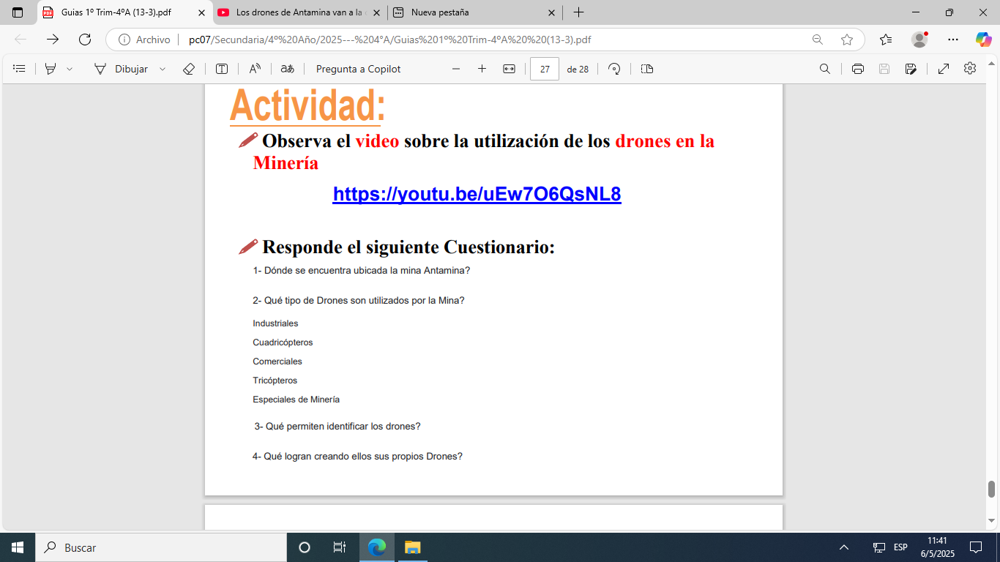 Guias 1º Trim-4ºA (13-3).pdf
Los drones de Antamina van a la
Nueva pestaña
Archivo
pc07/Secundaria/4º%20Año/2025---%204°A/Guias%201º%20Trim-4ºA%20%20(13-3).pdf
Dibujar
Pregunta a Copilot
27
de 28
Actividad:
Observa el video sobre la utilización de los drones en la
Minería
https://youtu.be/uEw7O6QsNL8
Responde el siguiente Cuestionario:
1- Dónde se encuentra ubicada la mina Antamina?
2- Qué tipo de Drones son utilizados por la Mina?
Industriales
Cuadricópteros
Comerciales
Tricópteros
Especiales de Minería
3- Qué permiten identificar los drones?
4- Qué logran creando ellos sus propios Drones?
Buscar
ESP
11:41
6/5/2025